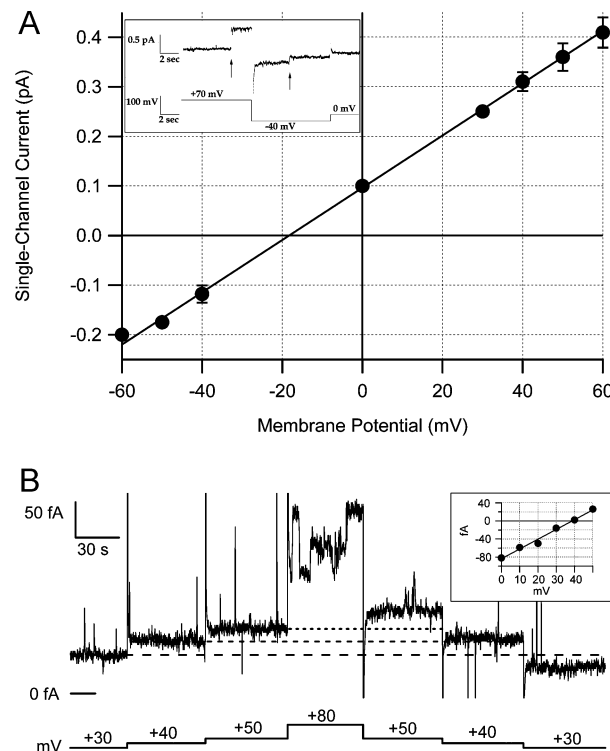 A
Single-Channel Current (pA)
0.4
0.3
0.2
0.1
0.0
-0.1
-0.2
0.5 pA
2 sec
100 mV
2 sec
+70 mV
-40 mV
0 mV
-60 -40 -20 0 20 40 60
Membrane Potential (mV)
B
50 fA
30 s
0 fA
fA
40
0
-40
-80
0 10 20 30 40
mV
mV +30 +40 +50 +80 +50 +40 +30